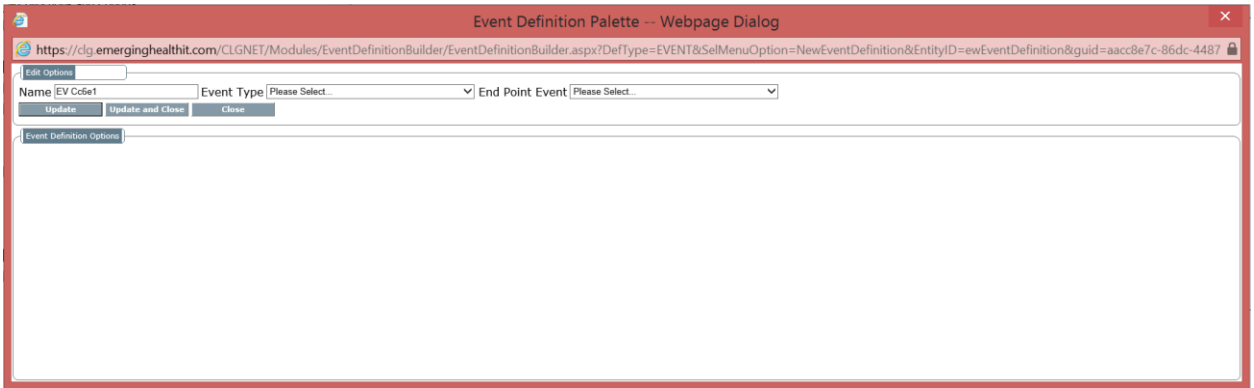 Event Definition Palette -- Webpage Dialog
https://clg.emerginghealthit.com/CLGNET/Modules/EventDefinitionBuilder/EventDefinitionBuilder.aspx?DefType=EVENT&SelMenuOption=NewEventDefinition&EntityID=ewEventDefinition&guid=aacc8e7c-86dc-4487
Edit Options
Name EV Cc6e1 Event Type Please Select... End Point Event Please Select...
Update Update and Close Close
Event Definition Options